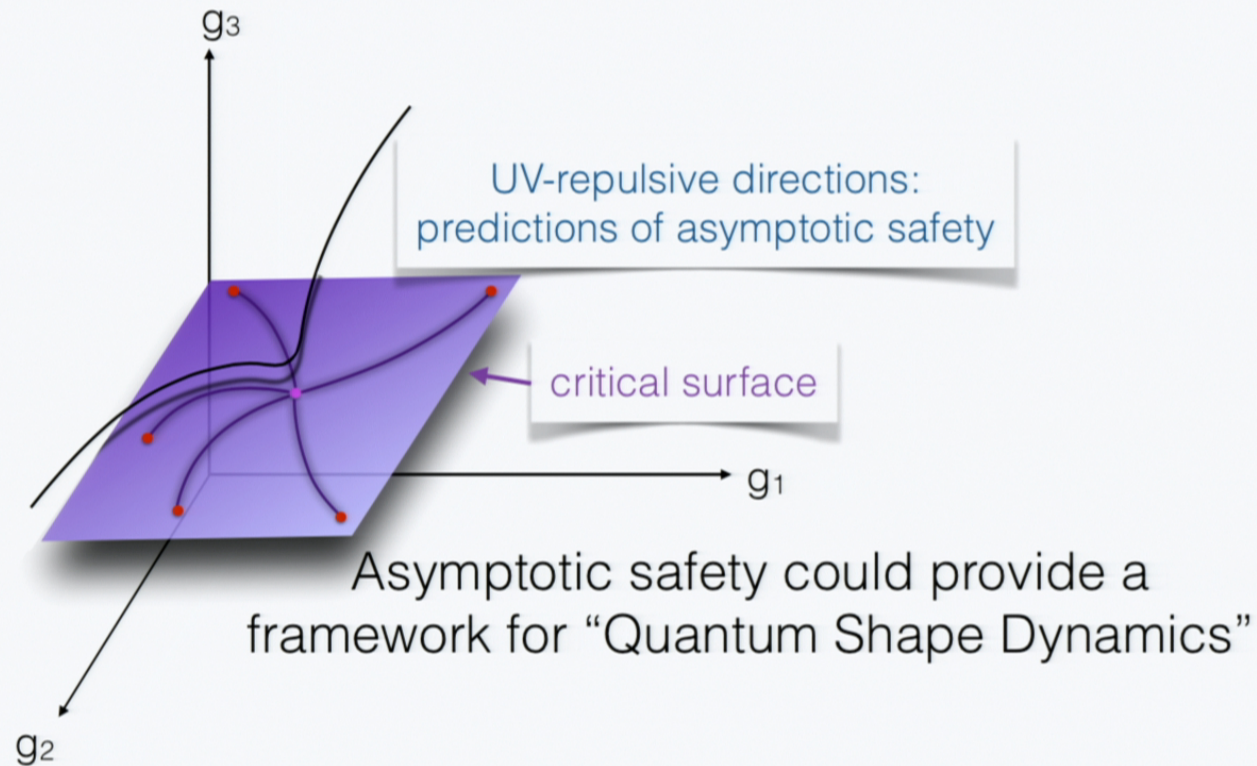 g₃
UV-repulsive directions:
predictions of asymptotic safety
critical surface
g₁
Asymptotic safety could provide a
framework for “Quantum Shape Dynamics”
g₂